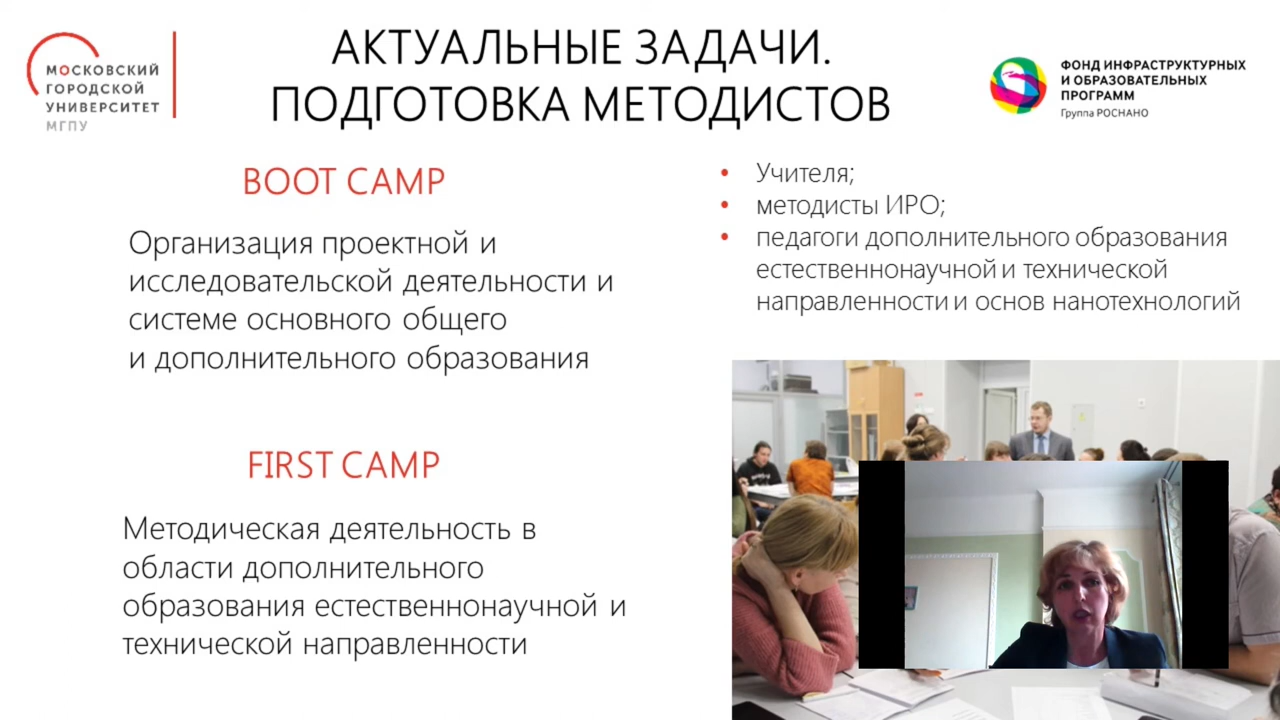 МОСКОВСКИЙ
ГОРОДСКОЙ
УНИВЕРСИТЕТ
МГПУ
АКТУАЛЬНЫЕ ЗАДАЧИ.
ПОДГОТОВКА МЕТОДИСТОВ
ФОНД ИНФРАСТРУКТУРНЫХ
И ОБРАЗОВАТЕЛЬНЫХ
ПРОГРАММ
Группа РОСНАНО
BOOT CAMP
Организация проектной и
исследовательской деятельности и
системе основного общего
и дополнительного образования
FIRST CAMP
Методическая деятельность в
области дополнительного
образования естественнонаучной и
технической направленности
• Учителя;
• методисты ИРО;
• педагоги дополнительного образования
естественнонаучной и технической
направленности и основ нанотехнологий